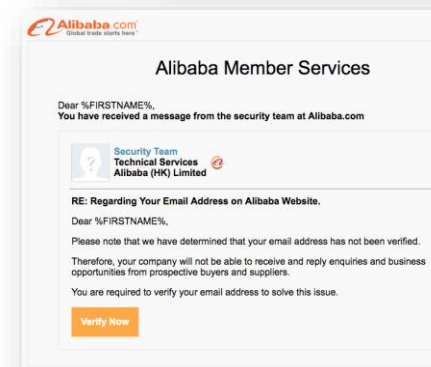 Alibaba.com®
Global trade starts here.™
Alibaba Member Services
Dear %FIRSTNAME%,
You have received a message from the security team at Alibaba.com
?
Security Team
Technical Services
Alibaba (HK) Limited
RE: Regarding Your Email Address on Alibaba Website.
Dear %FIRSTNAME%,
Please note that we have determined that your email address has not been verified.
Therefore, your company will not be able to receive and reply enquiries and business
opportunities from prospective buyers and suppliers.
You are required to verify your email address to solve this issue.
Verify Now